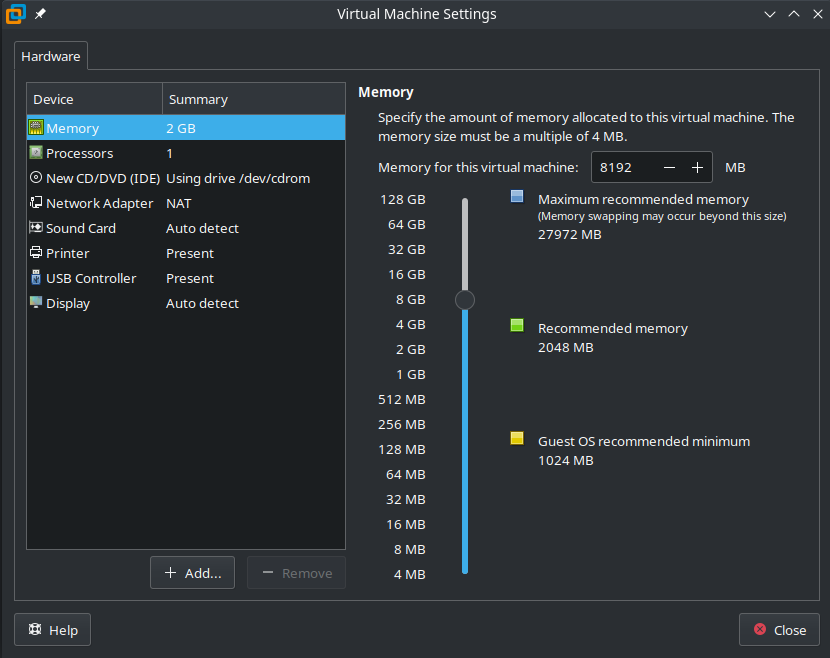 Virtual Machine Settings
Hardware
Device Summary
Memory 2 GB
Processors 1
New CD/DVD (IDE) Using drive /dev/cdrom
Network Adapter NAT
Sound Card Auto detect
Printer Present
USB Controller Present
Display Auto detect
Add...
Remove
Memory
Specify the amount of memory allocated to this virtual machine. The
memory size must be a multiple of 4 MB.
Memory for this virtual machine: 8192 MB
128 GB
64 GB
32 GB
16 GB
8 GB
4 GB
2 GB
1 GB
512 MB
256 MB
128 MB
64 MB
32 MB
16 MB
8 MB
4 MB
Maximum recommended memory
(Memory swapping may occur beyond this size)
27972 MB
Recommended memory
2048 MB
Guest OS recommended minimum
1024 MB
Help
Close